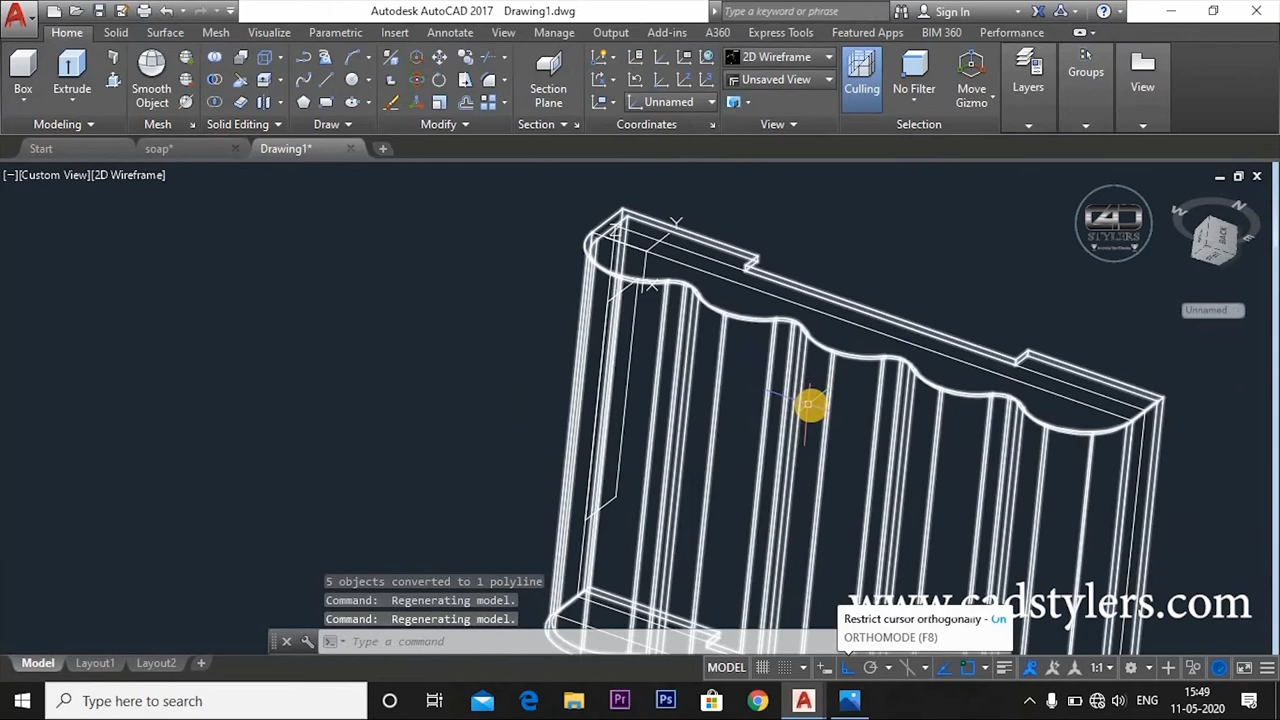 Autodesk AutoCAD 2017 Drawing1.dwg
Type a keyword or phrase
Sign In
Home Solid Surface Mesh Visualize Parametric Insert Annotate View Manage Output Add-ins A360 Express Tools Featured Apps BIM 360 Performance
2D Wireframe
Unsaved View
Unnamed
Box Extrude Smooth Object Section Plane Culling No Filter Move Gizmo Layers Groups View
Modeling Mesh Solid Editing Draw Modify Section Coordinates View Selection
Start soap* Drawing1*
[−][Custom View][2D Wireframe]
C4D
STYLERS
N
W
E
BACK
Unnamed
Y
Z
X
5 objects converted to 1 polyline
Command: Regenerating model.
Command: Regenerating model.
Type a command
www.cadstylers.com
Restrict cursor orthogonally - On
ORTHOMODE (F8)
Model Layout1 Layout2
MODEL
1:1
Type here to search
Pr
Ps
ENG
15:49
11-05-2020